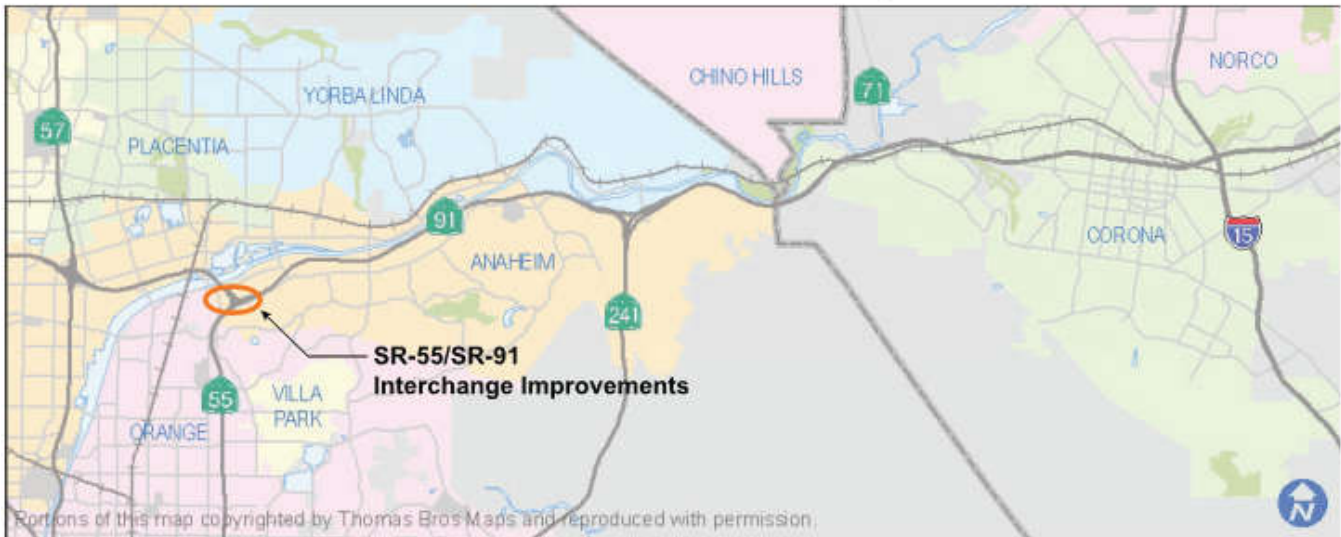 CHINO HILLS
NORCO
71
YORBA LINDA
57
PLACENTIA
91
15
CORONA
ANAHEIM
241
SR-55/SR-91
Interchange Improvements
55
VILLA
PARK
ORANGE
Portions of this map copyrighted by Thomas Bros Maps and reproduced with permission.
N